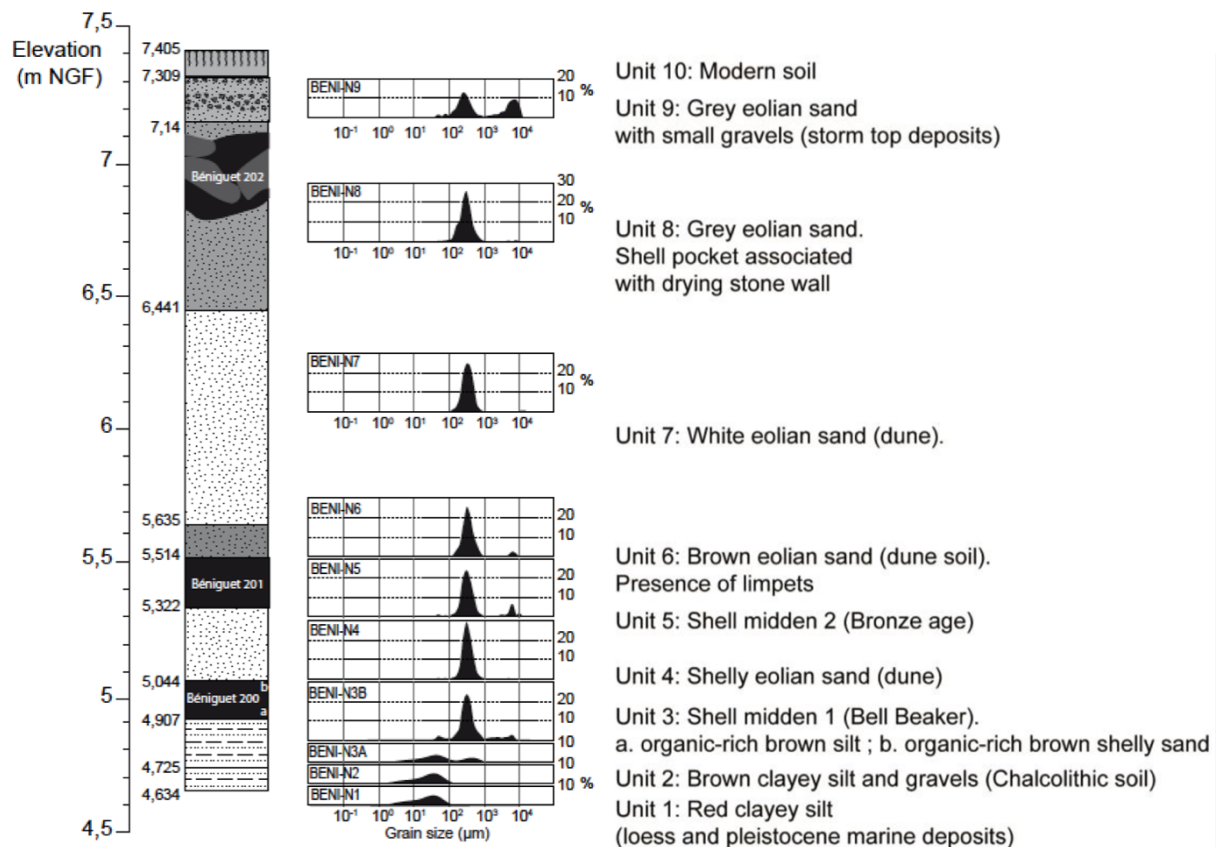 7,5
Elevation
(m NGF)
7
6,5
6
5,5
5
4,5
7,405
7,309
7,14
6,441
5,635
5,514
5,322
5,044
4,907
4,725
4,634
Béniguet 202
Béniguet 201
Béniguet 200
b
a
BENI-N9
20
10 %
10⁻¹ 10⁰ 10¹ 10² 10³ 10⁴
BENI-N8
30
20
%
10
10⁻¹ 10⁰ 10¹ 10² 10³ 10⁴
BENI-N7
20
10 %
10⁻¹ 10⁰ 10¹ 10² 10³ 10⁴
BENI-N6
20
10
BENI-N5
20
10
BENI-N4
20
10
BENI-N3B
20
10
BENI-N3A
10
BENI-N2
10
BENI-N1
10 %
10⁻¹ 10⁰ 10¹ 10² 10³ 10⁴
Grain size (µm)
Unit 10: Modern soil
Unit 9: Grey eolian sand
with small gravels (storm top deposits)
Unit 8: Grey eolian sand.
Shell pocket associated
with drying stone wall
Unit 7: White eolian sand (dune).
Unit 6: Brown eolian sand (dune soil).
Presence of limpets
Unit 5: Shell midden 2 (Bronze age)
Unit 4: Shelly eolian sand (dune)
Unit 3: Shell midden 1 (Bell Beaker).
a. organic-rich brown silt ; b. organic-rich brown shelly sand
Unit 2: Brown clayey silt and gravels (Chalcolithic soil)
Unit 1: Red clayey silt
(loess and pleistocene marine deposits)